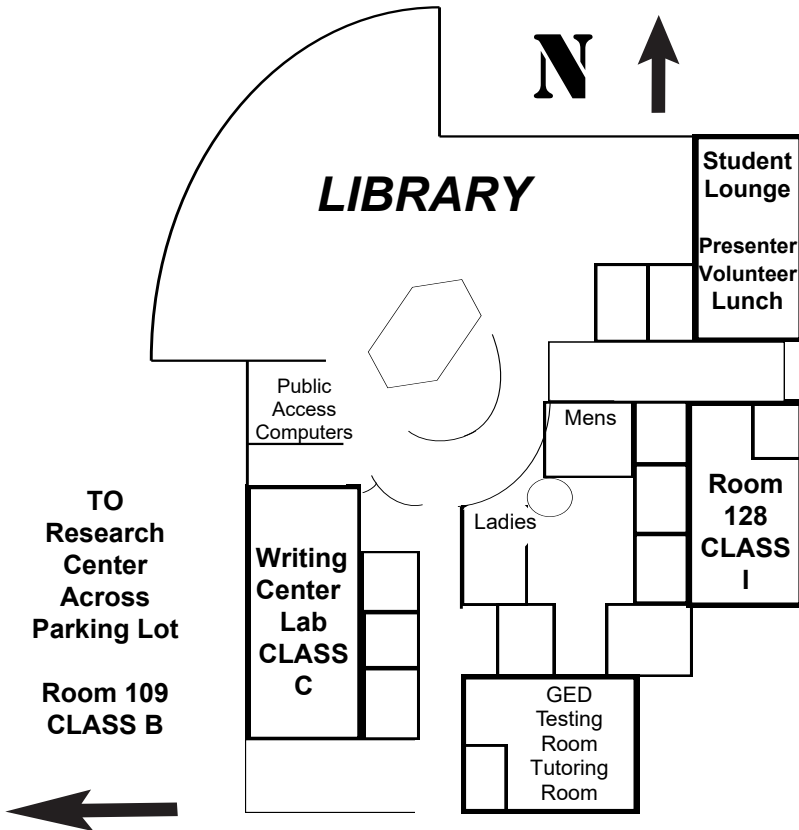 N
LIBRARY
Student
Lounge
Presenter
Volunteer
Lunch
Public
Access
Computers
Mens
Room
128
CLASS
I
Ladies
TO
Research
Center
Across
Parking Lot
Room 109
CLASS B
Writing
Center
Lab
CLASS
C
GED
Testing
Room
Tutoring
Room